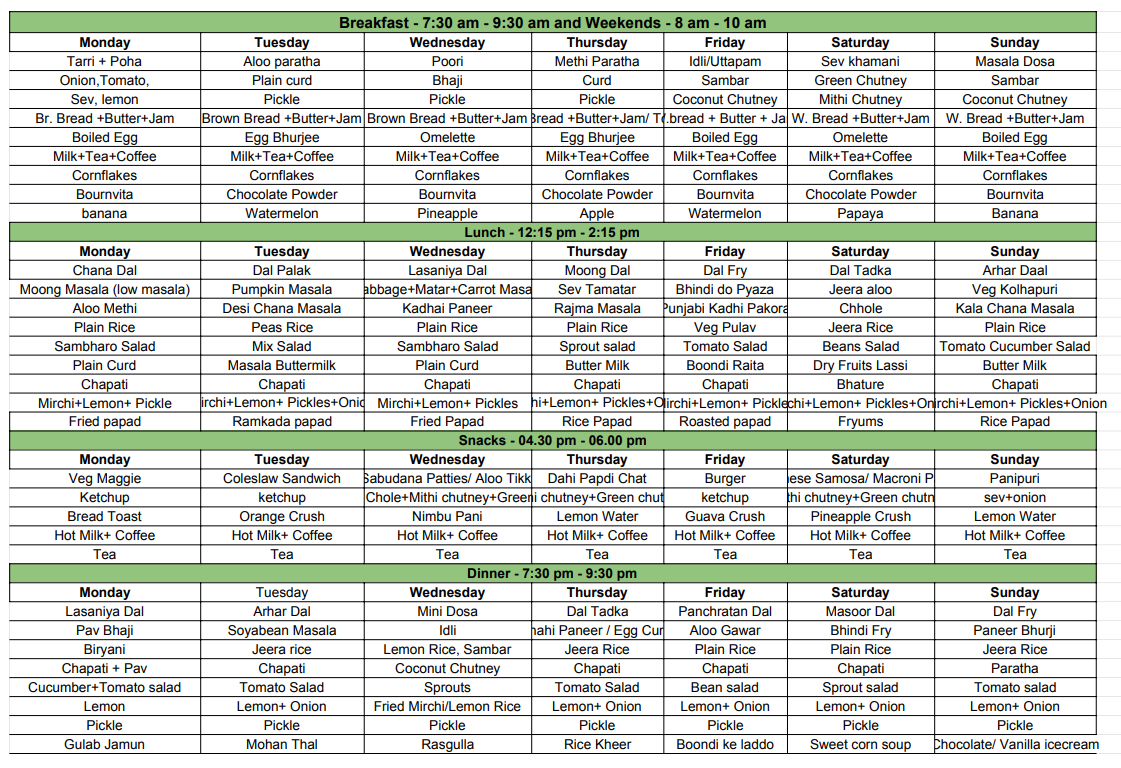 Breakfast - 7:30 am - 9:30 am and Weekends - 8 am - 10 am
Monday Tuesday Wednesday Thursday Friday Saturday Sunday
Tarri + Poha Aloo paratha Poori Methi Paratha Idli/Uttapam Sev khamani Masala Dosa
Onion,Tomato, Plain curd Bhaji Curd Sambar Green Chutney Sambar
Sev, lemon Pickle Pickle Pickle Coconut Chutney Mithi Chutney Coconut Chutney
Br. Bread +Butter+Jam Brown Bread +Butter+Jam Brown Bread +Butter+Jam +Butter+Jam/ + Butter + W. Bread +Butter+Jam W. Bread +Butter+Jam
Boiled Egg Egg Bhurjee Omelette Egg Bhurjee Boiled Egg Omelette Boiled Egg
Milk+Tea+Coffee Milk+Tea+Coffee Milk+Tea+Coffee Milk+Tea+Coffee Milk+Tea+Coffee Milk+Tea+Coffee Milk+Tea+Coffee
Cornflakes Cornflakes Cornflakes Cornflakes Cornflakes Cornflakes Cornflakes
Bournvita Chocolate Powder Bournvita Chocolate Powder Bournvita Chocolate Powder Bournvita
banana Watermelon Pineapple Apple Watermelon Papaya Banana
Lunch - 12:15 pm - 2:15 pm
Monday Tuesday Wednesday Thursday Friday Saturday Sunday
Chana Dal Dal Palak Lasaniya Dal Moong Dal Dal Fry Dal Tadka Arhar Daal
Moong Masala (low masala) Pumpkin Masala +Matar+Carrot Sev Tamatar Bhindi do Pyaza Jeera aloo Veg Kolhapuri
Aloo Methi Desi Chana Masala Kadhai Paneer Rajma Masala Punjabi Kadhi Pakora Chhole Kala Chana Masala
Plain Rice Peas Rice Plain Rice Plain Rice Veg Pulav Jeera Rice Plain Rice
Sambharo Salad Mix Salad Sambharo Salad Sprout salad Tomato Salad Beans Salad Tomato Cucumber Salad
Plain Curd Masala Buttermilk Plain Curd Butter Milk Boondi Raita Dry Fruits Lassi Butter Milk
Chapati Chapati Chapati Chapati Chapati Bhature Chapati
Mirchi+Lemon+ Pickle +Lemon+ Pickles+ Mirchi+Lemon+ Pickles +Lemon+ Pickles+ +Lemon+ Pickle +Lemon+ Pickles+ +Lemon+ Pickles+Onion
Fried papad Ramkada papad Fried Papad Rice Papad Roasted papad Fryums Rice Papad
Snacks - 04.30 pm - 06.00 pm
Monday Tuesday Wednesday Thursday Friday Saturday Sunday
Veg Maggie Coleslaw Sandwich Sabudana Patties/ Aloo Dahi Papdi Chat Burger Samosa/ Macroni Panipuri
Ketchup ketchup Chole+Mithi chutney+Green chutney+Green ketchup chutney+Green sev+onion
Bread Toast Orange Crush Nimbu Pani Lemon Water Guava Crush Pineapple Crush Lemon Water
Hot Milk+ Coffee Hot Milk+ Coffee Hot Milk+ Coffee Hot Milk+ Coffee Hot Milk+ Coffee Hot Milk+ Coffee Hot Milk+ Coffee
Tea Tea Tea Tea Tea Tea Tea
Dinner - 7:30 pm - 9:30 pm
Monday Tuesday Wednesday Thursday Friday Saturday Sunday
Lasaniya Dal Arhar Dal Mini Dosa Dal Tadka Panchratan Dal Masoor Dal Dal Fry
Pav Bhaji Soyabean Masala Idli Paneer / Egg Aloo Gawar Bhindi Fry Paneer Bhurji
Biryani Jeera rice Lemon Rice, Sambar Jeera Rice Plain Rice Plain Rice Jeera Rice
Chapati + Pav Chapati Coconut Chutney Chapati Chapati Chapati Paratha
Cucumber+Tomato salad Tomato Salad Sprouts Tomato Salad Bean salad Sprout salad Tomato salad
Lemon Lemon+ Onion Fried Mirchi/Lemon Rice Lemon+ Onion Lemon+ Onion Lemon+ Onion Lemon+ Onion
Pickle Pickle Pickle Pickle Pickle Pickle Pickle
Gulab Jamun Mohan Thal Rasgulla Rice Kheer Boondi ke laddo Sweet corn soup Chocolate/ Vanilla icecream